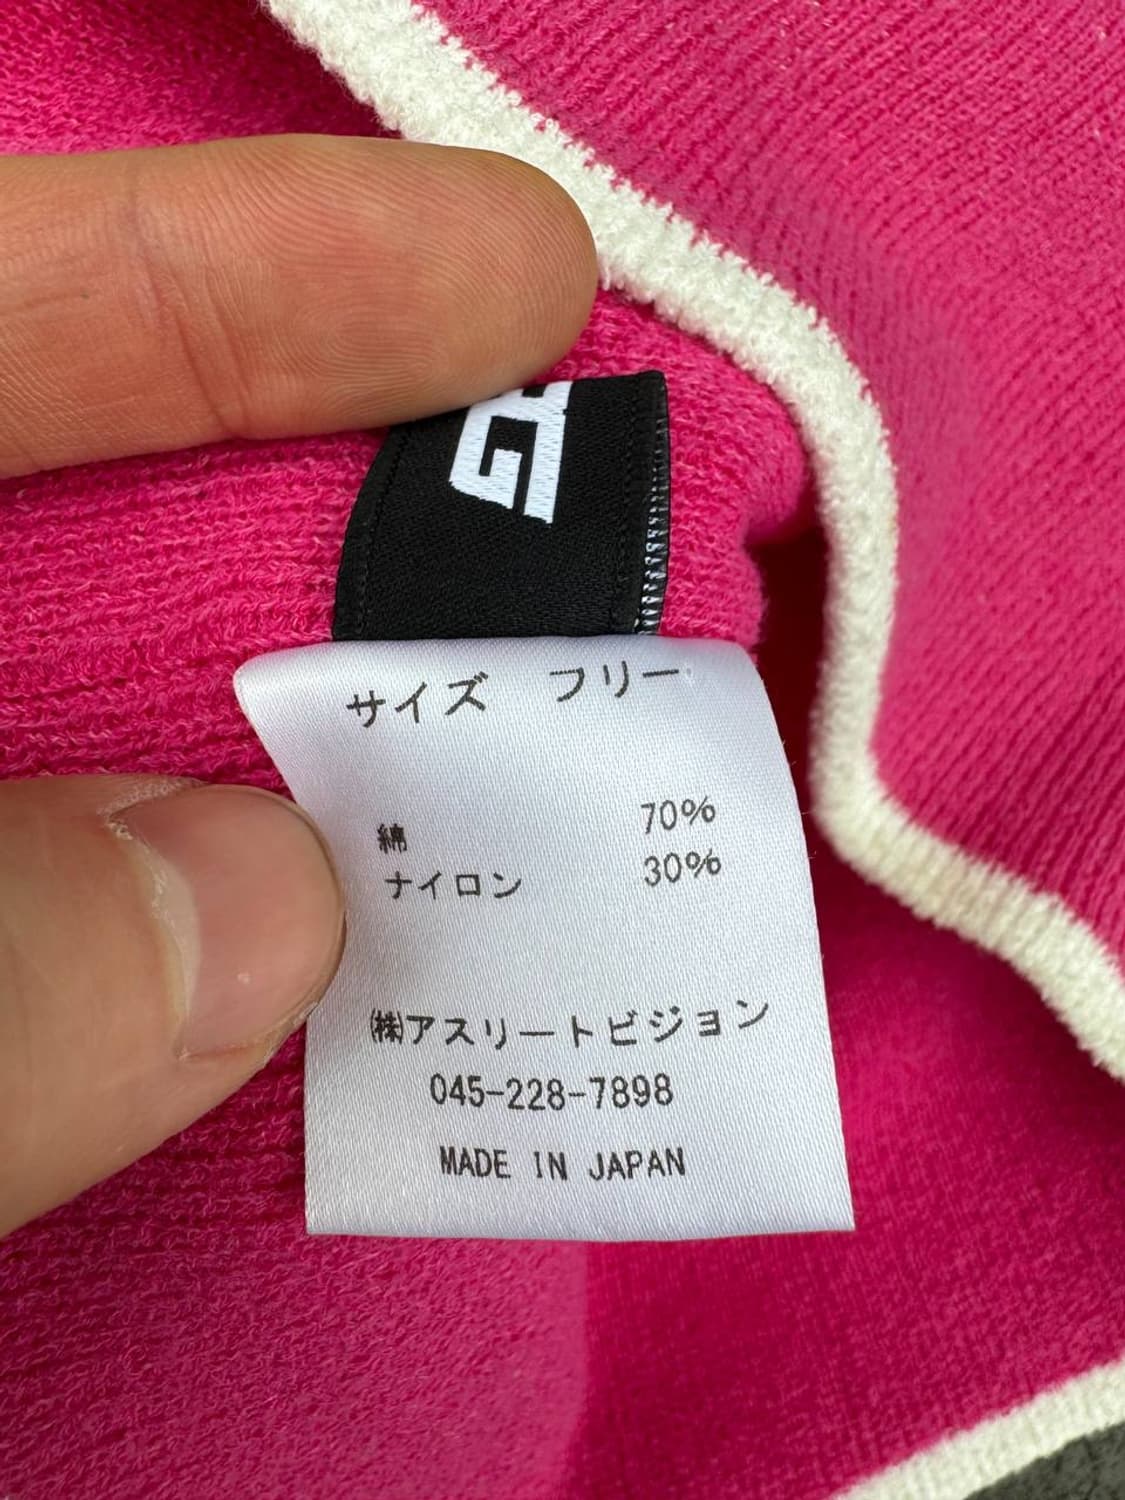 サイズ フリー
綿 70%
ナイロン 30%
㈱アスリートビジョン
045-228-7898
MADE IN JAPAN